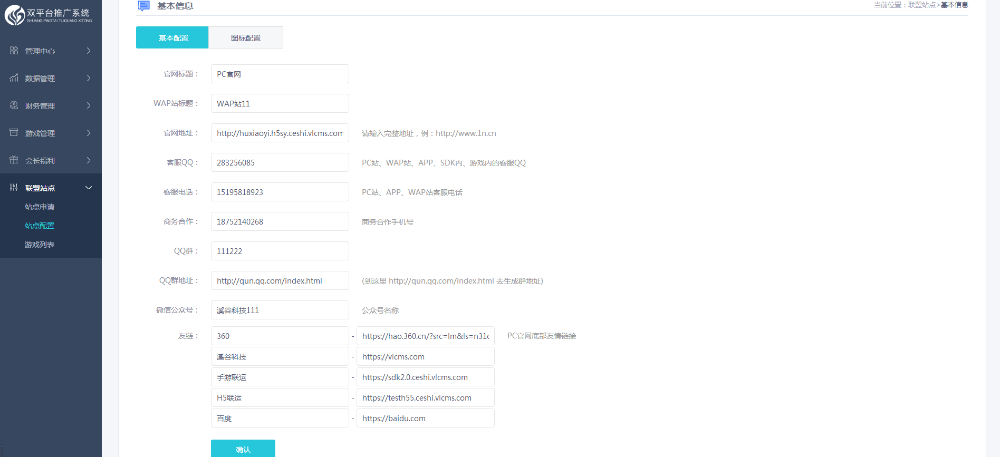 双平台推广系统
SHUANG PINGTAI TUIGUANG XITONG
管理中心
数据管理
财务管理
游戏管理
会长福利
联盟站点
站点申请
站点配置
游戏列表
基本信息
当前位置：联盟站点>基本信息
基本配置 图标配置
官网标题： PC官网
WAP站标题： WAP站11
官网地址： http://huxiaoyi.h5sy.ceshi.vlcms.com 请输入完整地址，例：http://www.1n.cn
客服QQ： 283256085 PC站、WAP站、APP、SDK内、游戏内的客服QQ
客服电话： 15195818923 PC站、APP、WAP站客服电话
商务合作： 18752140268 商务合作手机号
QQ群： 111222
QQ群地址： http://qun.qq.com/index.html (到这里 http://qun.qq.com/index.html 去生成群地址)
微信公众号： 溪谷科技111 公众号名称
友链： 360 - https://hao.360.cn/?src=lm&ls=n31 PC官网底部友情链接
溪谷科技 - https://vlcms.com
手游联运 - https://sdk2.0.ceshi.vlcms.com
H5联运 - https://testh55.ceshi.vlcms.com
百度 - https://baidu.com
确认